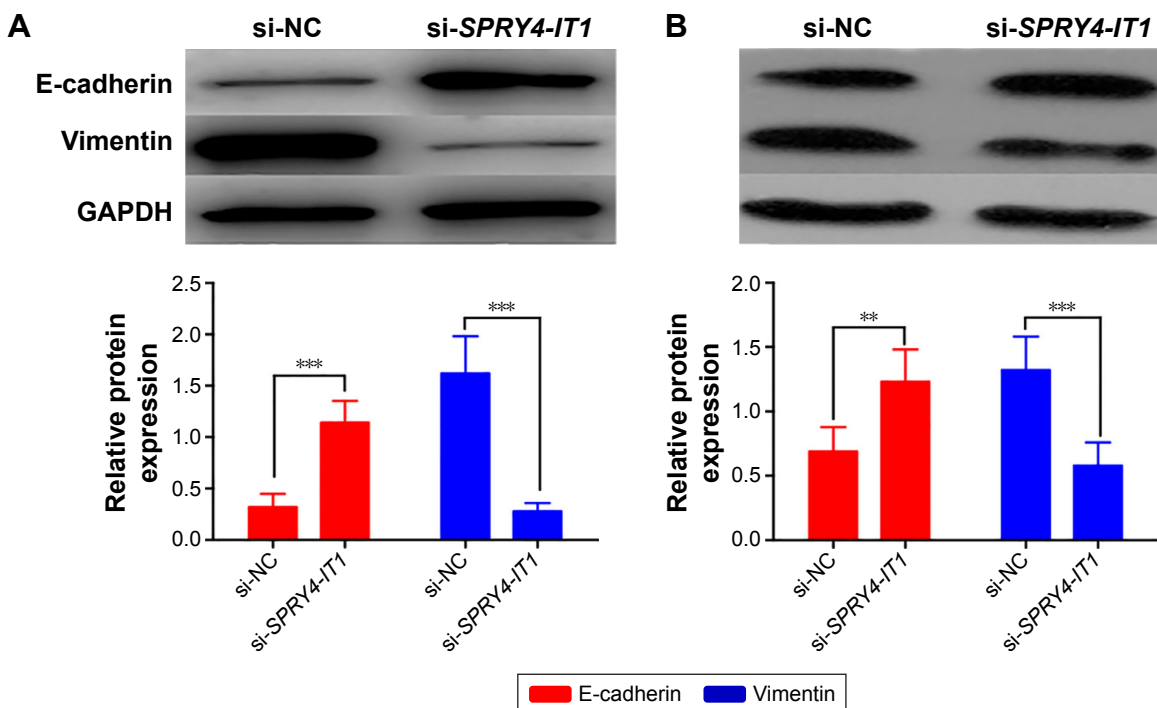 A
si-NC si-SPRY4-IT1
E-cadherin
Vimentin
GAPDH
Relative protein
expression
2.5
2.0
1.5
1.0
0.5
0.0
***
***
si-NC
si-SPRY4-IT1
si-NC
si-SPRY4-IT1
B
si-NC si-SPRY4-IT1
Relative protein
expression
2.0
1.5
1.0
0.5
0.0
**
***
si-NC
si-SPRY4-IT1
si-NC
si-SPRY4-IT1
E-cadherin Vimentin